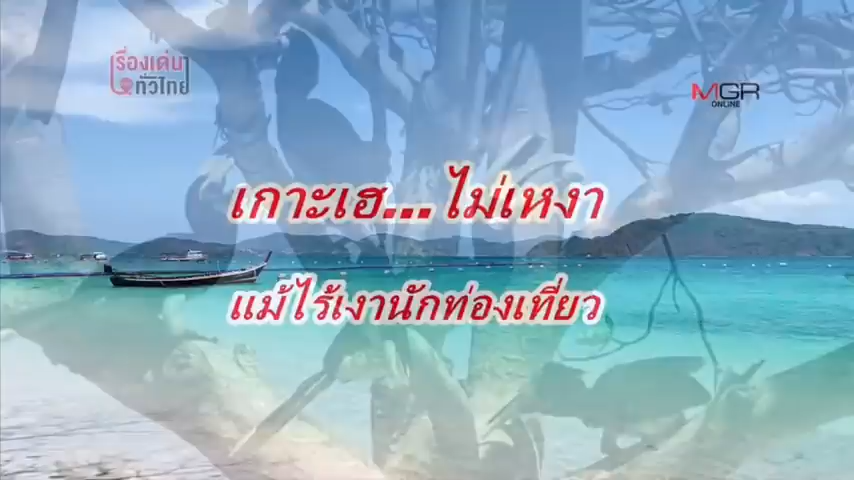 เรื่องเด่น
ทั่วไทย
MGR
ONLINE
เกาะเฮ... ไม่เหงา
แม้ไร้เงานักท่องเที่ยว